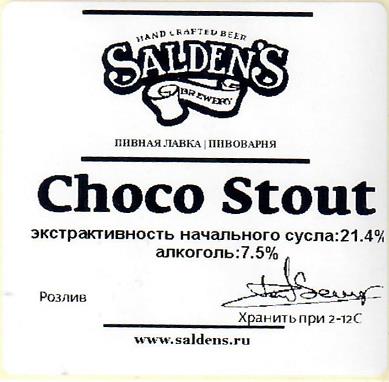 HAND CRAFTED BEER
SALDEN'S
BREWERY
ПИВНАЯ ЛАВКА | ПИВОВАРНЯ
Choco Stout
экстрактивность начального сусла:21.4%
алкоголь:7.5%
Розлив
Хранить при 2-12С
www.saldens.ru